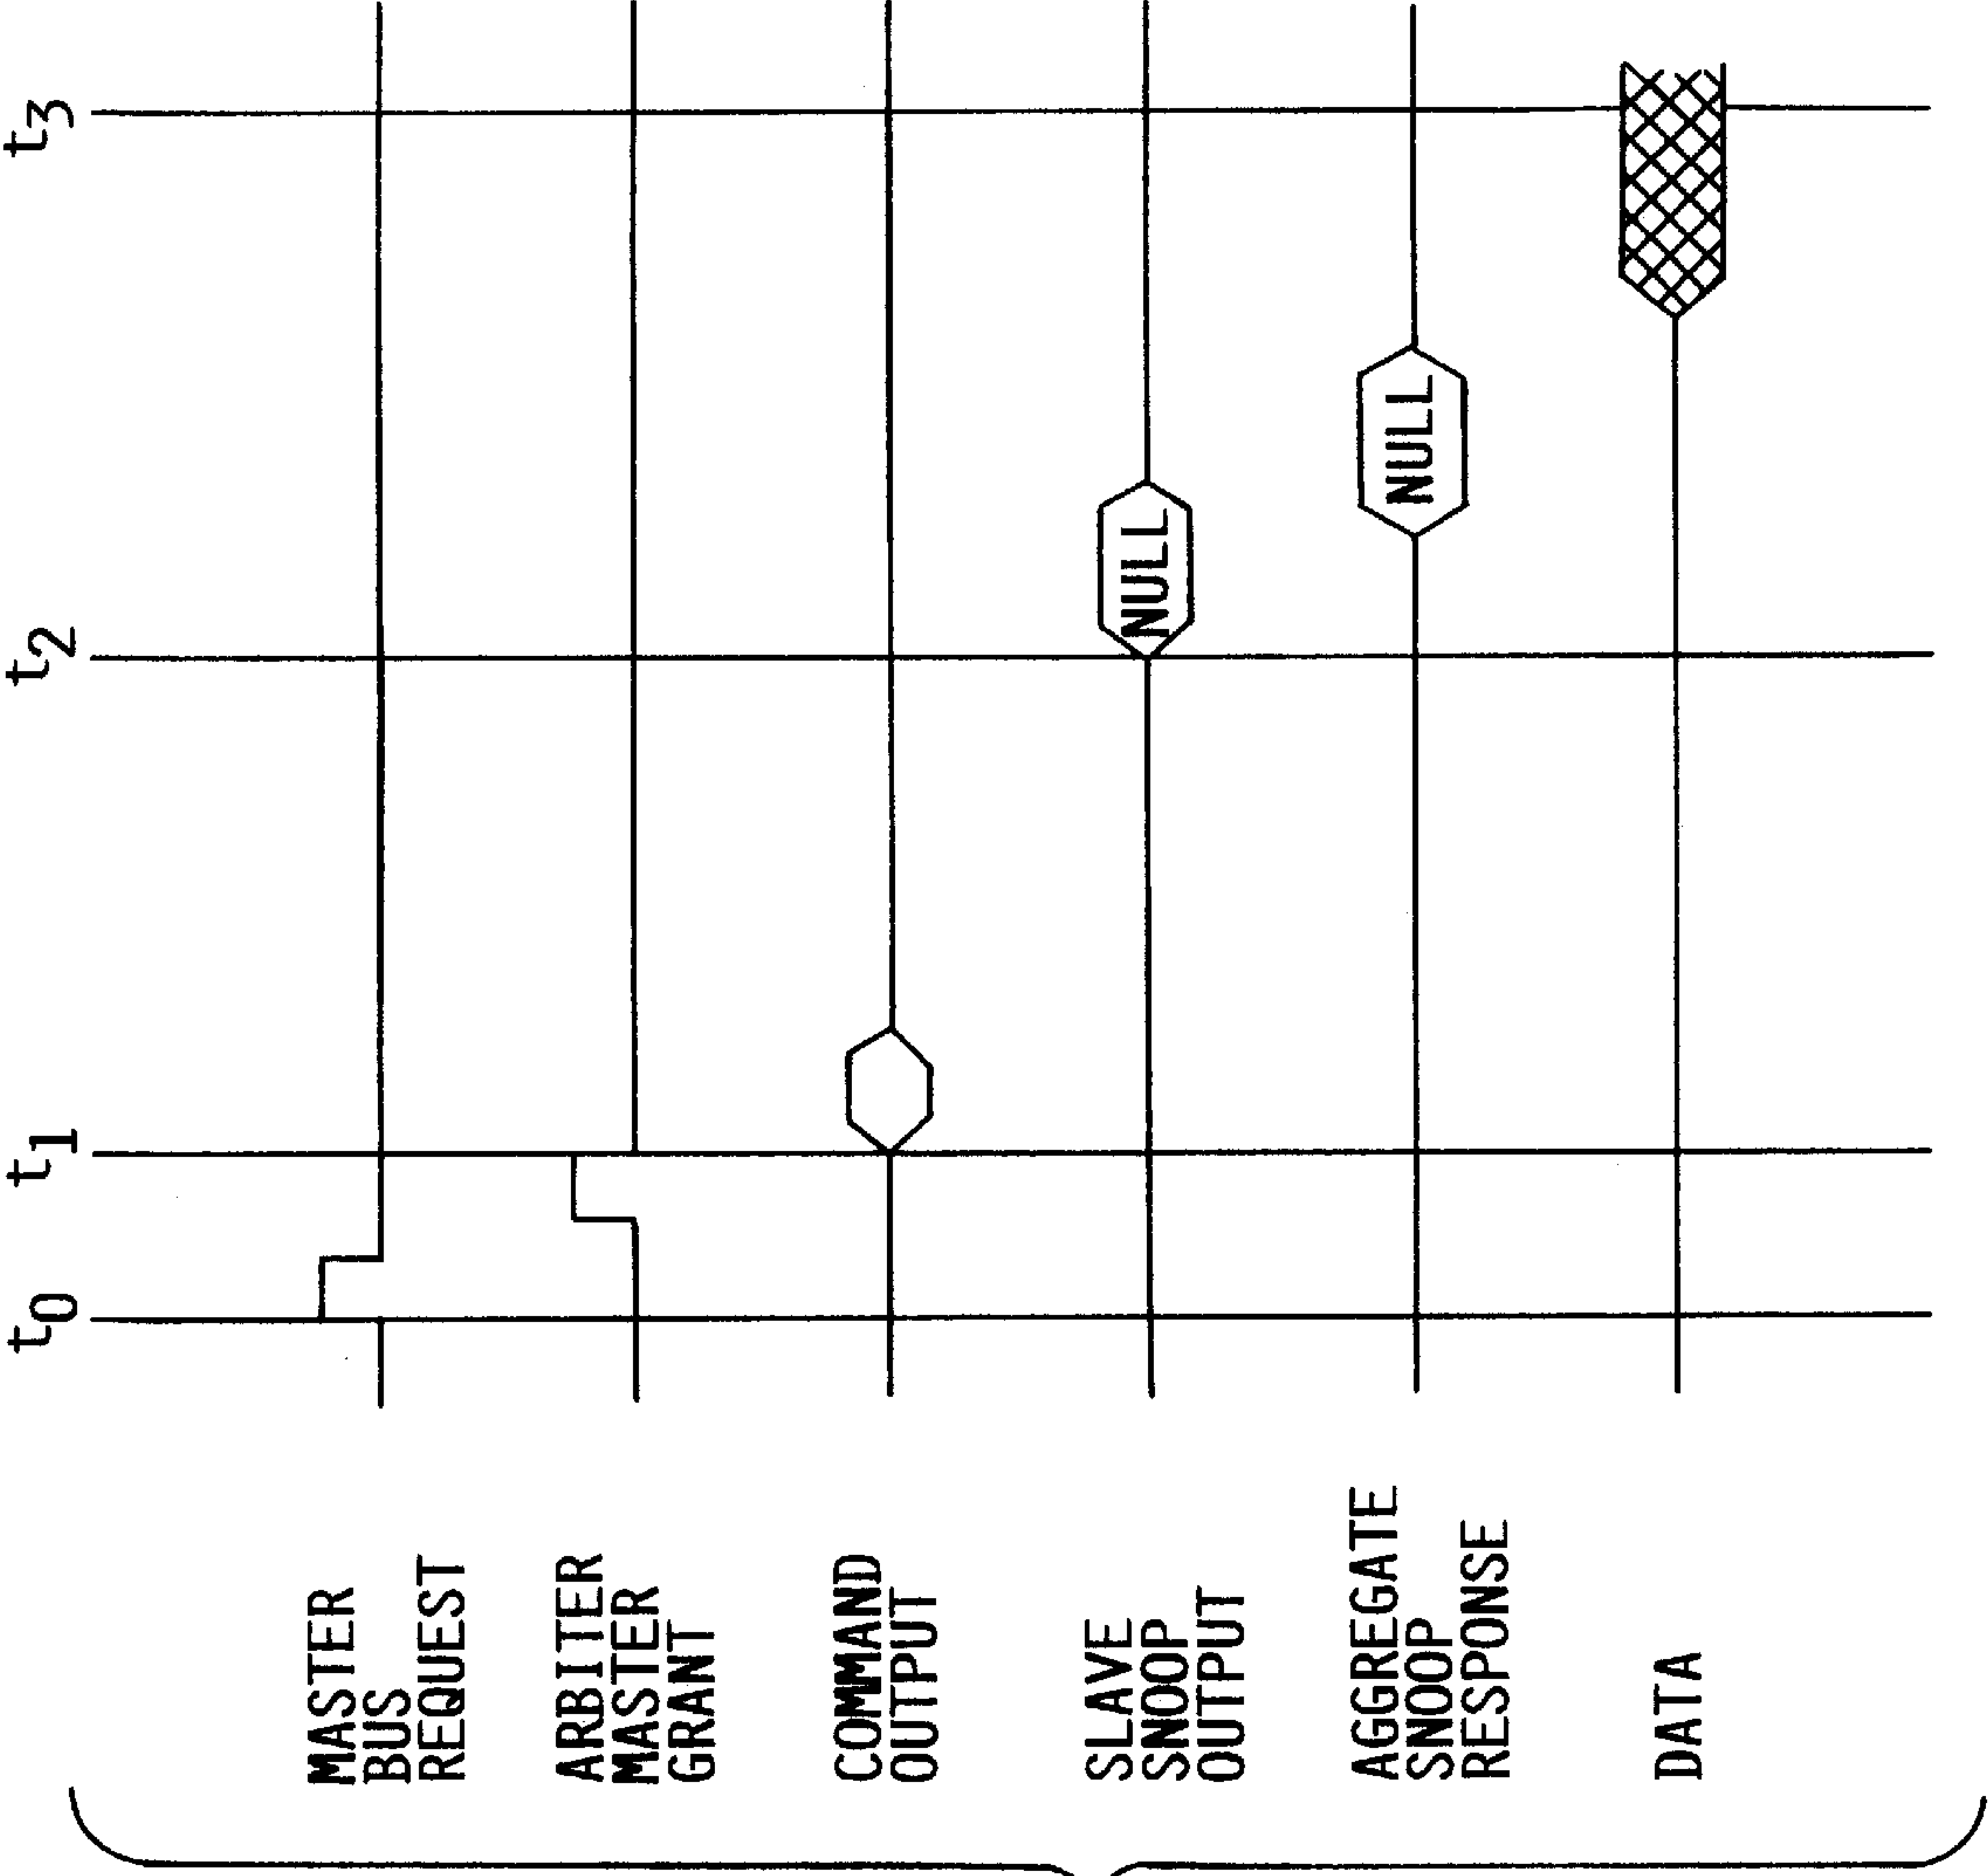 t0 t1 t2 t3
MASTER
BUS
REQUEST
ARBITER
MASTER
GRANT
COMMAND
OUTPUT
SLAVE
SNOOP
OUTPUT
NULL
AGGREGATE
SNOOP
RESPONSE
NULL
DATA